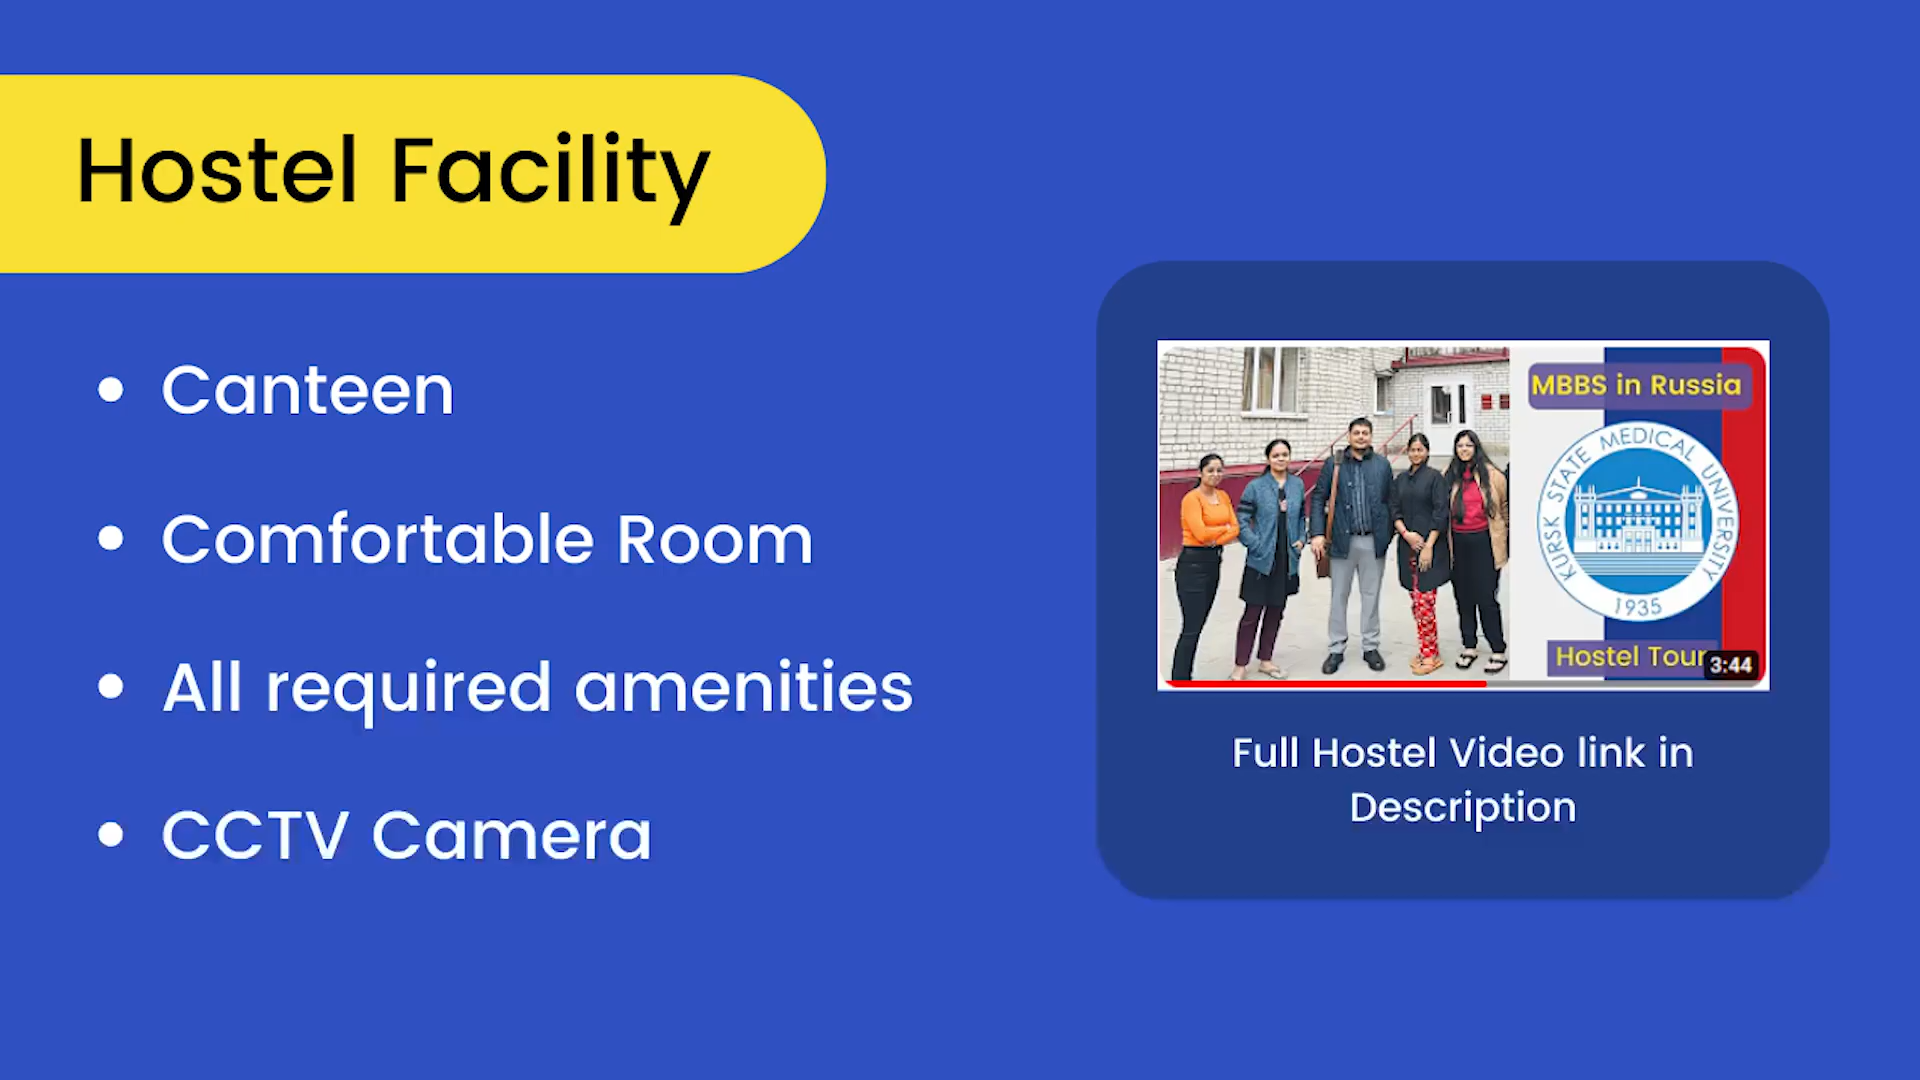 Hostel Facility
Canteen
Comfortable Room
All required amenities
CCTV Camera
MBBS in Russia
KURSK STATE MEDICAL UNIVERSITY
1935
Hostel Tour
3:44
Full Hostel Video link in
Description